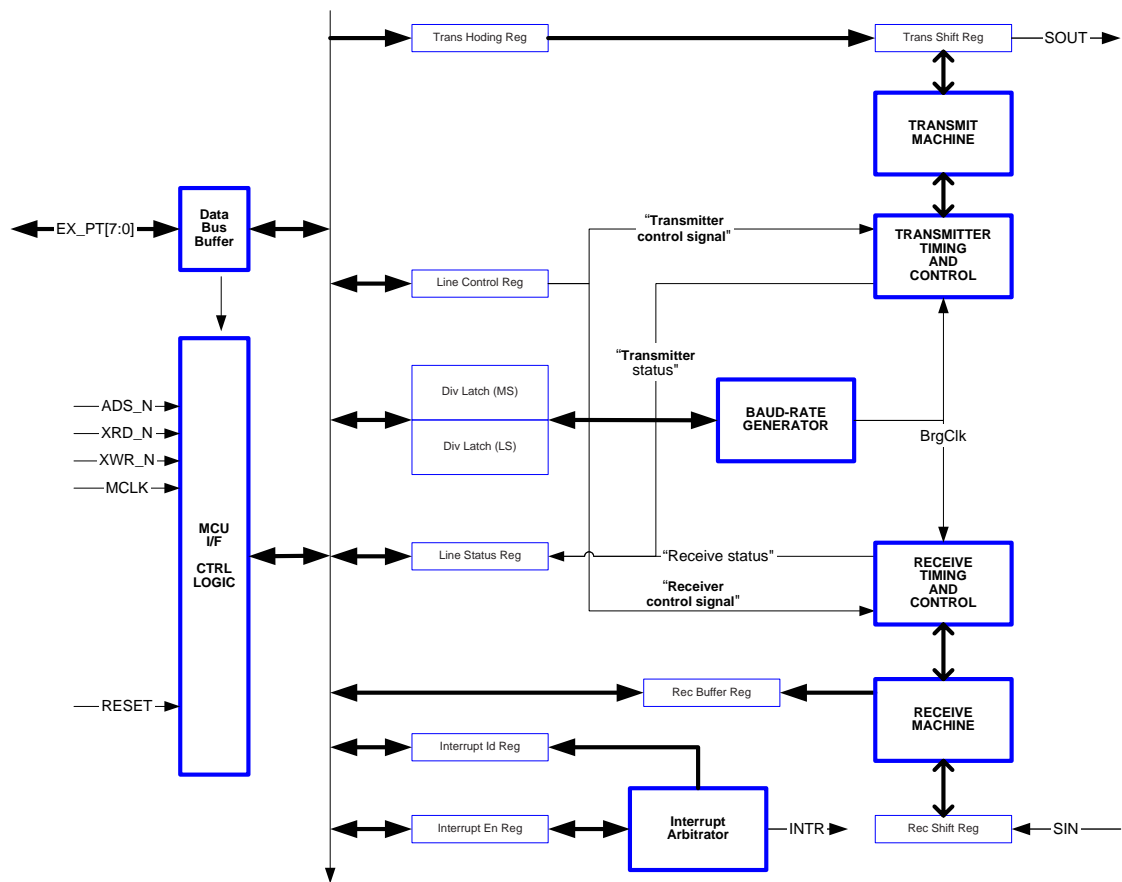 Trans Hoding Reg
Trans Shift Reg
SOUT
TRANSMIT
MACHINE
EX_PT[7:0]
Data
Bus
Buffer
“Transmitter
control signal”
TRANSMITTER
TIMING
AND
CONTROL
Line Control Reg
“Transmitter
status”
ADS_N
XRD_N
XWR_N
MCLK
Div Latch (MS)
Div Latch (LS)
BAUD-RATE
GENERATOR
BrgClk
MCU
I/F
CTRL
LOGIC
Line Status Reg
“Receive status”
RECEIVE
TIMING
AND
CONTROL
“Receiver
control signal”
RESET
Rec Buffer Reg
RECEIVE
MACHINE
Interrupt Id Reg
Interrupt En Reg
Interrupt
Arbitrator
INTR
Rec Shift Reg
SIN